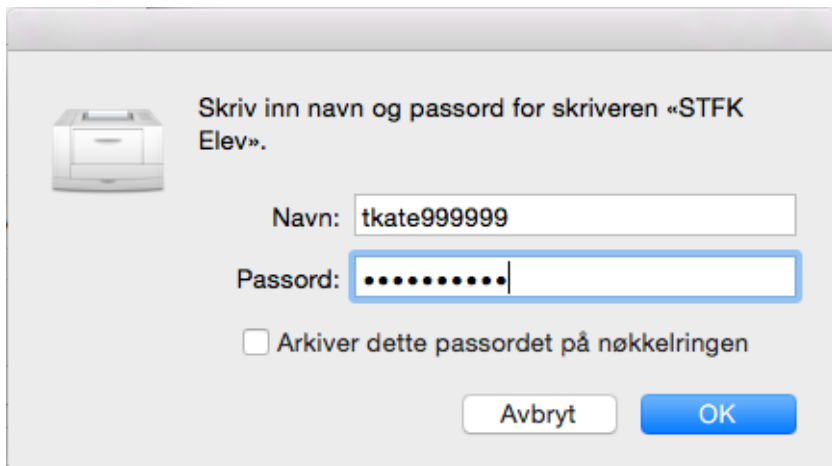 Skriv inn navn og passord for skriveren «STFK
Elev».
Navn: tkate999999
Passord: ••••••••••
Arkiver dette passordet på nøkkelringen
Avbryt OK